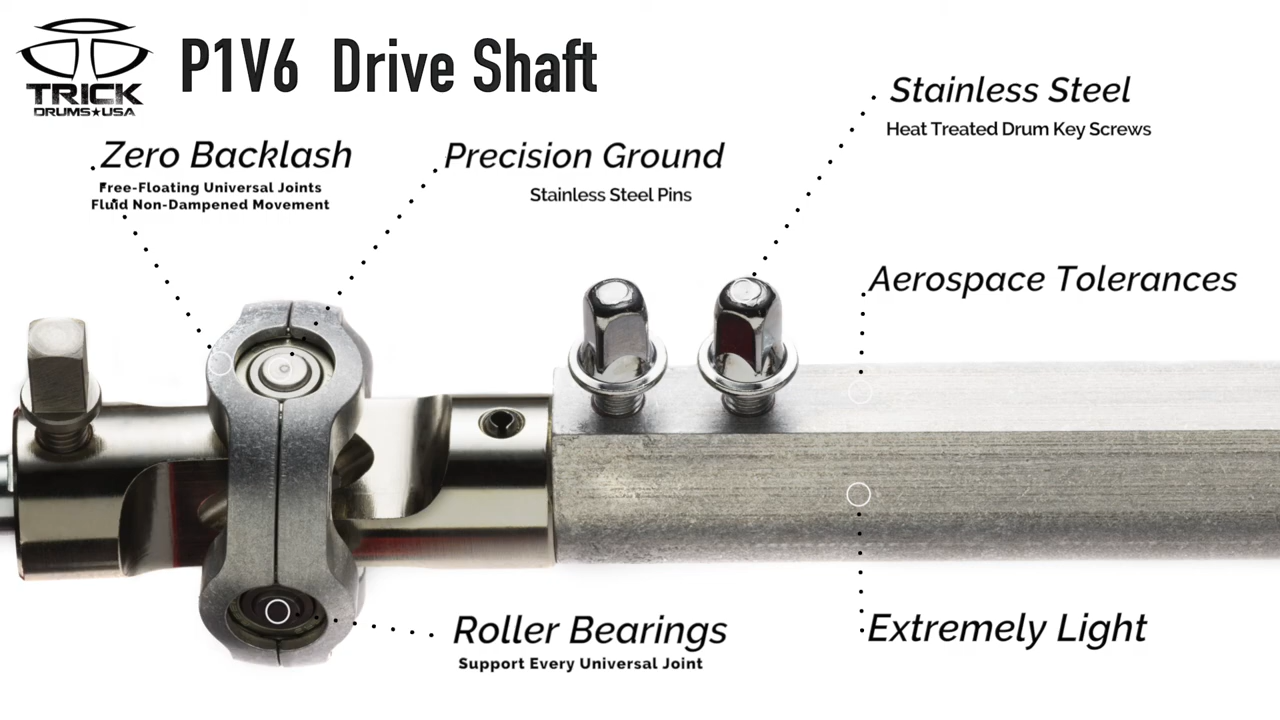 TRICK
DRUMS★USA
P1V6 Drive Shaft
Stainless Steel
Heat Treated Drum Key Screws
Zero Backlash
Free-Floating Universal Joints
Fluid Non-Dampened Movement
Precision Ground
Stainless Steel Pins
Aerospace Tolerances
Roller Bearings
Support Every Universal Joint
Extremely Light